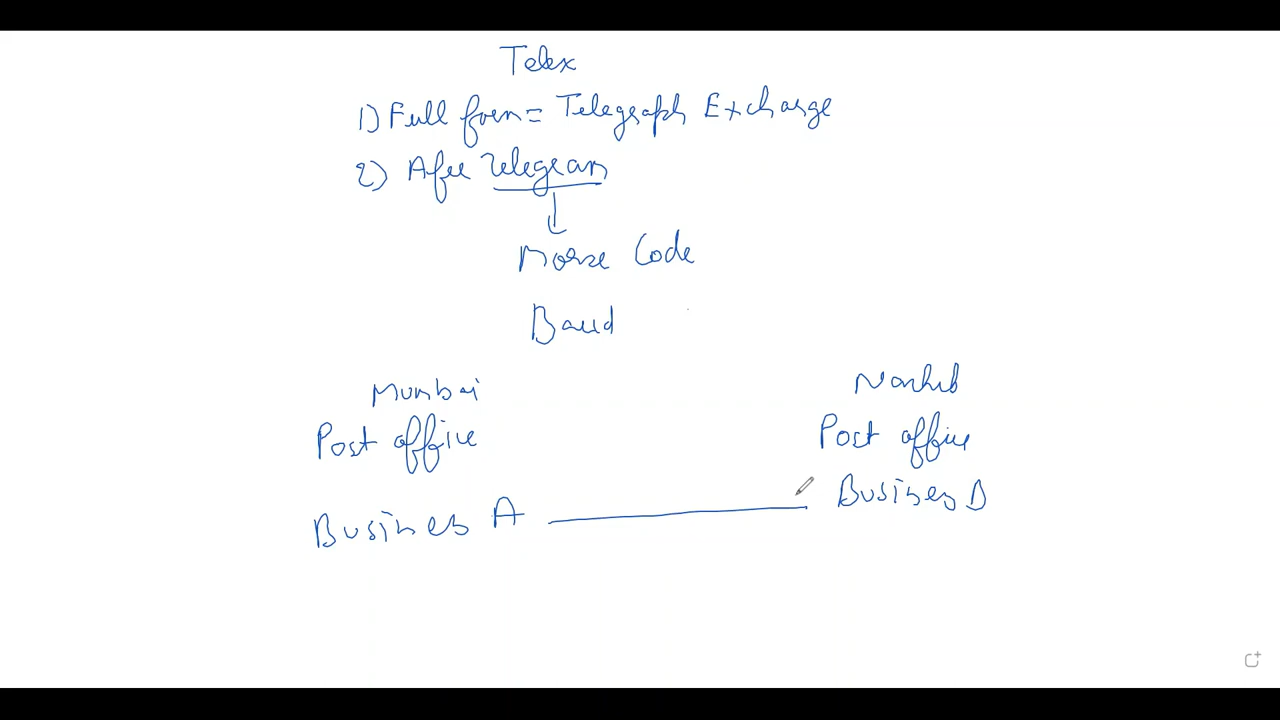 Telex
1) Full form = Telegraph Exchange
2) After Telegram
Morse Code
Baud
Mumbai Nashik
Post office Post office
Business A Business B